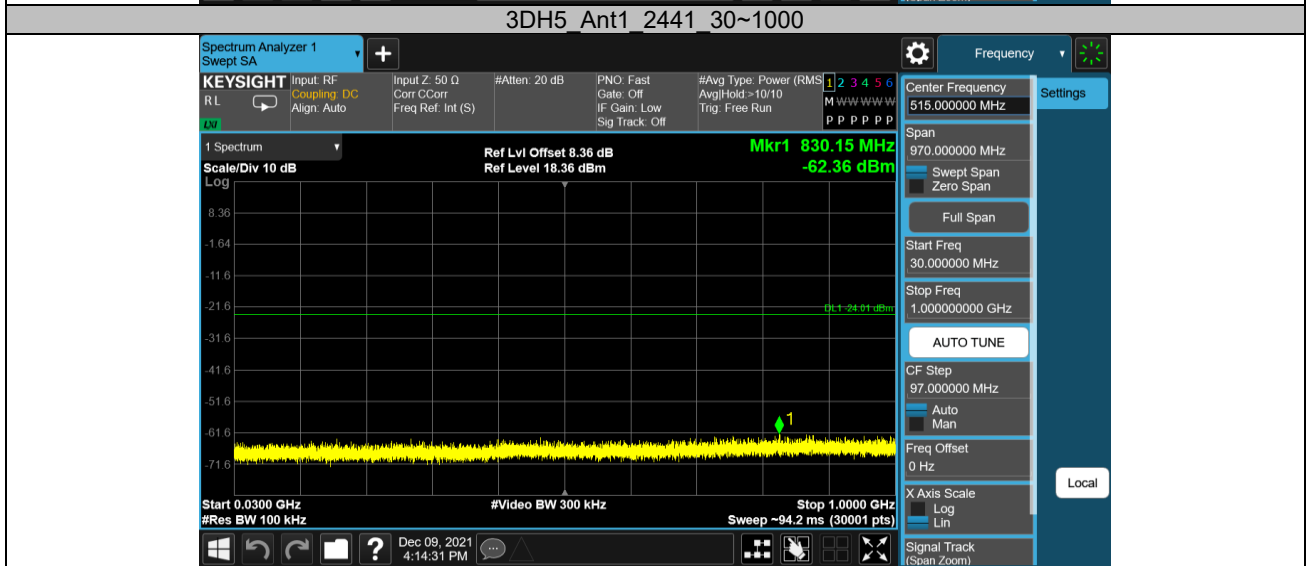 3DH5_Ant1_2441_30~1000
Spectrum Analyzer 1
Swept SA
Frequency
KEYSIGHT
R L
LXI
Input: RF
Coupling: DC
Align: Auto
Input Z: 50 Ω
Corr CCorr
Freq Ref: Int (S)
#Atten: 20 dB
PNO: Fast
Gate: Off
IF Gain: Low
Sig Track: Off
#Avg Type: Power (RMS
Avg|Hold:>10/10
Trig: Free Run
1 2 3 4 5 6
M W W W W W
P P P P P P
1 Spectrum
Scale/Div 10 dB
Log
Ref Lvl Offset 8.36 dB
Ref Level 18.36 dBm
Mkr1 830.15 MHz
-62.36 dBm
8.36
-1.64
-11.6
-21.6
-31.6
-41.6
-51.6
-61.6
-71.6
DL1 -24.01 dBm
1
Start 0.0300 GHz
#Res BW 100 kHz
#Video BW 300 kHz
Stop 1.0000 GHz
Sweep ~94.2 ms (30001 pts)
Center Frequency
515.000000 MHz
Span
970.000000 MHz
Swept Span
Zero Span
Full Span
Start Freq
30.000000 MHz
Stop Freq
1.000000000 GHz
AUTO TUNE
CF Step
97.000000 MHz
Auto
Man
Freq Offset
0 Hz
X Axis Scale
Log
Lin
Signal Track
(Span Zoom)
Settings
Local
?
Dec 09, 2021
4:14:31 PM